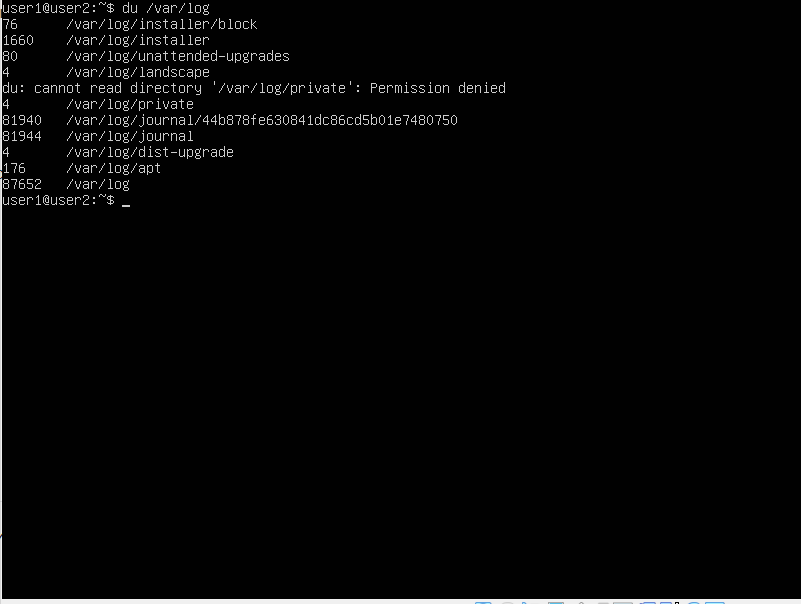 user1@user2:~$ du /var/log
76 /var/log/installer/block
1660 /var/log/installer
80 /var/log/unattended-upgrades
4 /var/log/landscape
du: cannot read directory '/var/log/private': Permission denied
4 /var/log/private
81940 /var/log/journal/44b878fe630841dc86cd5b01e7480750
81944 /var/log/journal
4 /var/log/dist-upgrade
176 /var/log/apt
87652 /var/log
user1@user2:~$ _